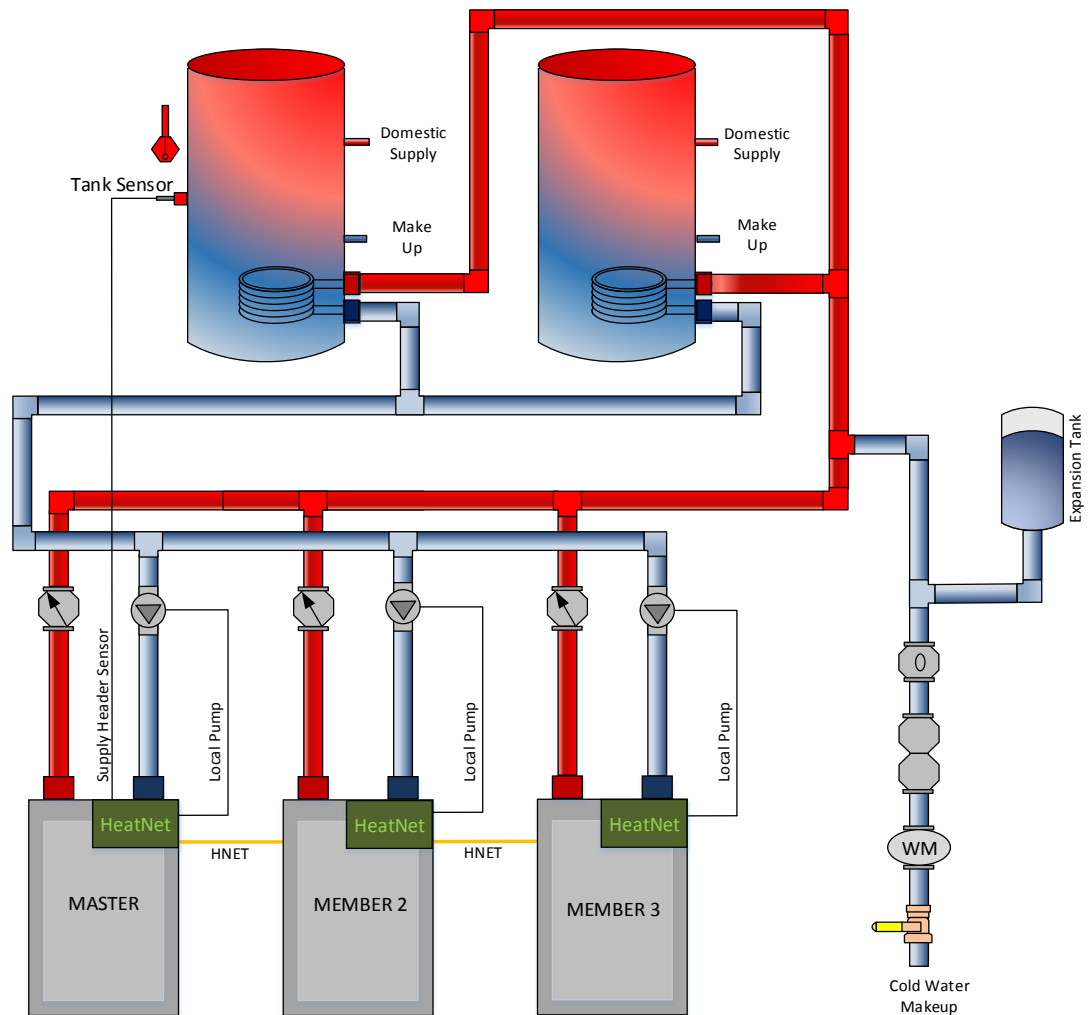 Domestic
Supply
Domestic
Supply
Tank Sensor
Make
Up
Make
Up
Expansion Tank
Supply Header Sensor
Local Pump
Local Pump
Local Pump
0
HeatNet
HeatNet
HeatNet
HNET
HNET
WM
MASTER
MEMBER 2
MEMBER 3
Cold Water
Makeup